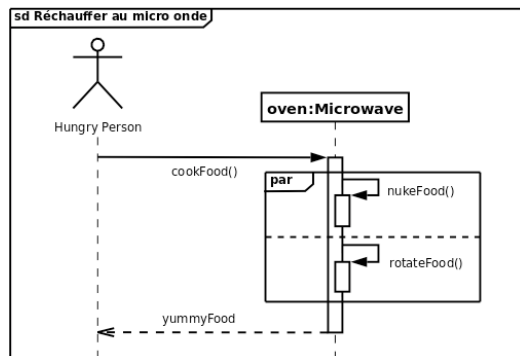 sd Réchauffer au micro onde
Hungry Person
oven:Microwave
cookFood()
par
nukeFood()
rotateFood()
yummyFood